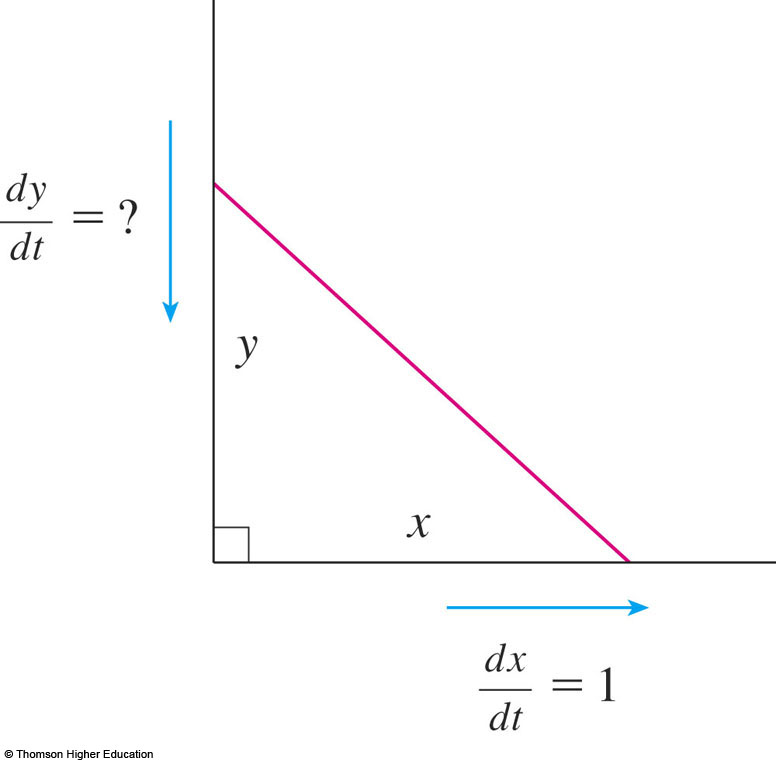 dy/dt = ?
y
x
dx/dt = 1
© Thomson Higher Education